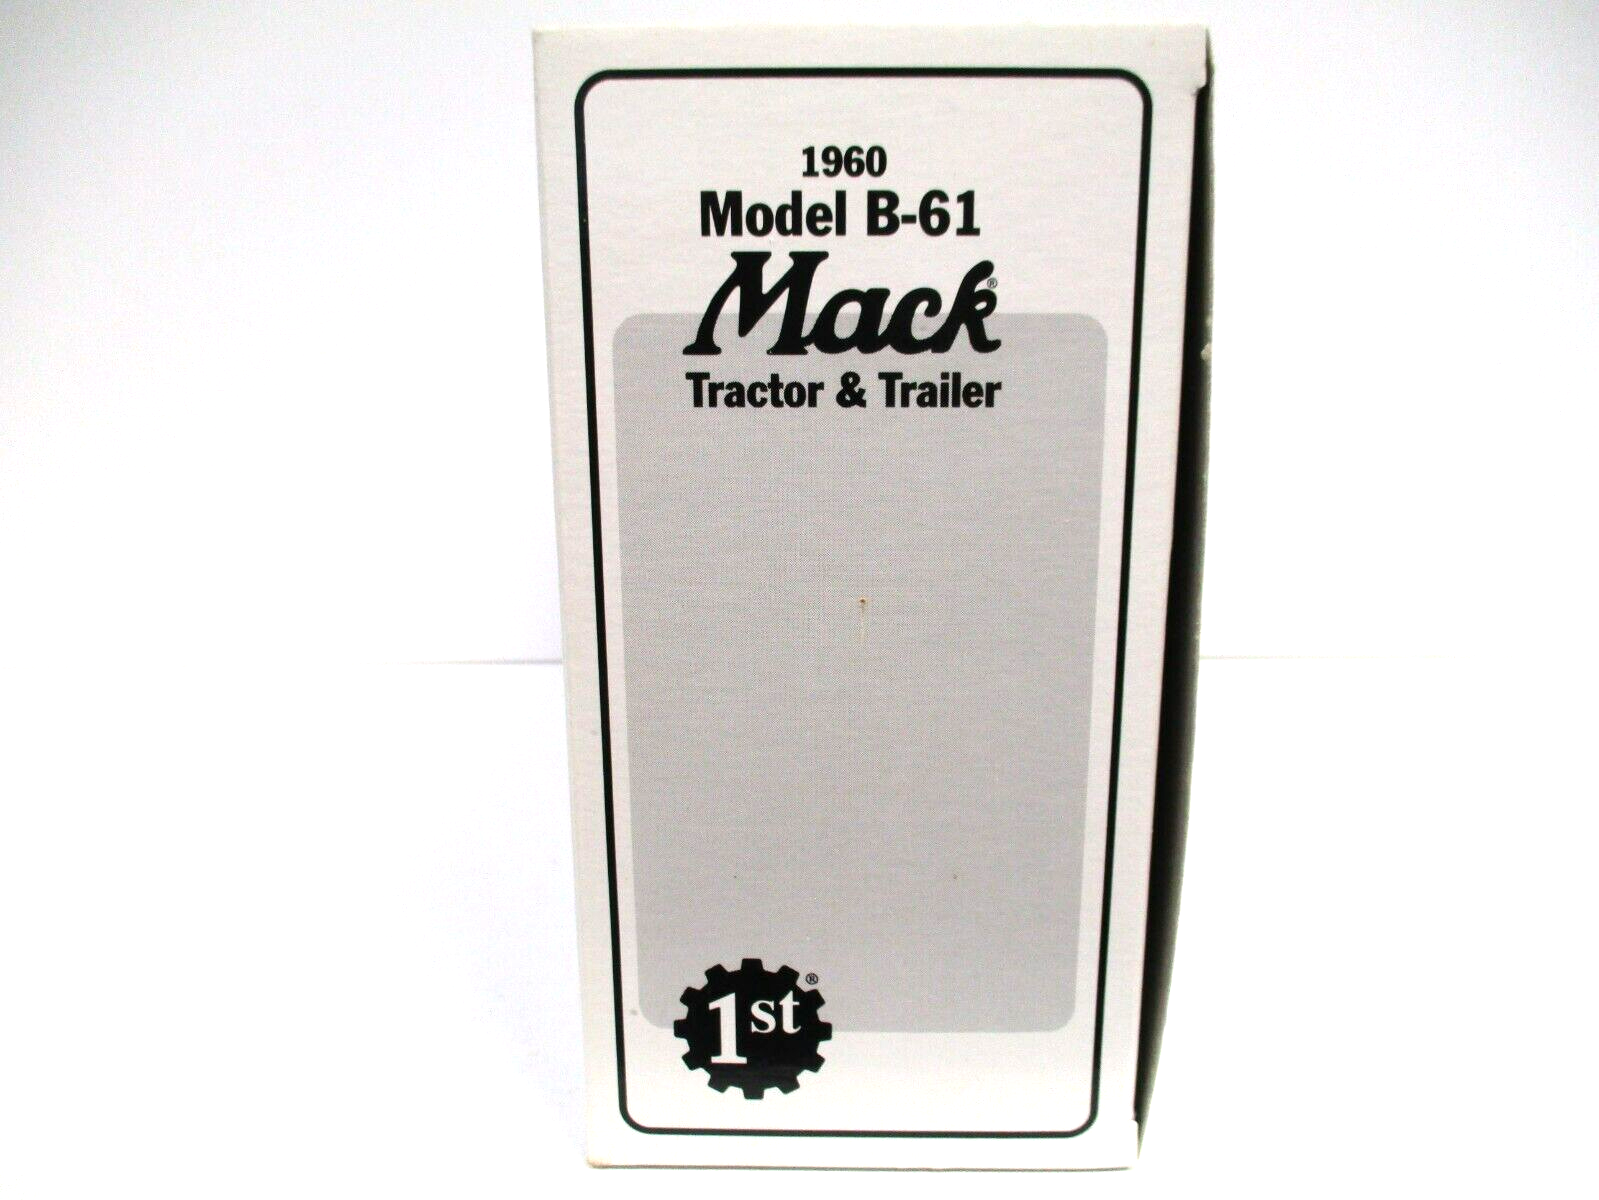 1960
Model B-61
Mack®
Tractor & Trailer
1st®